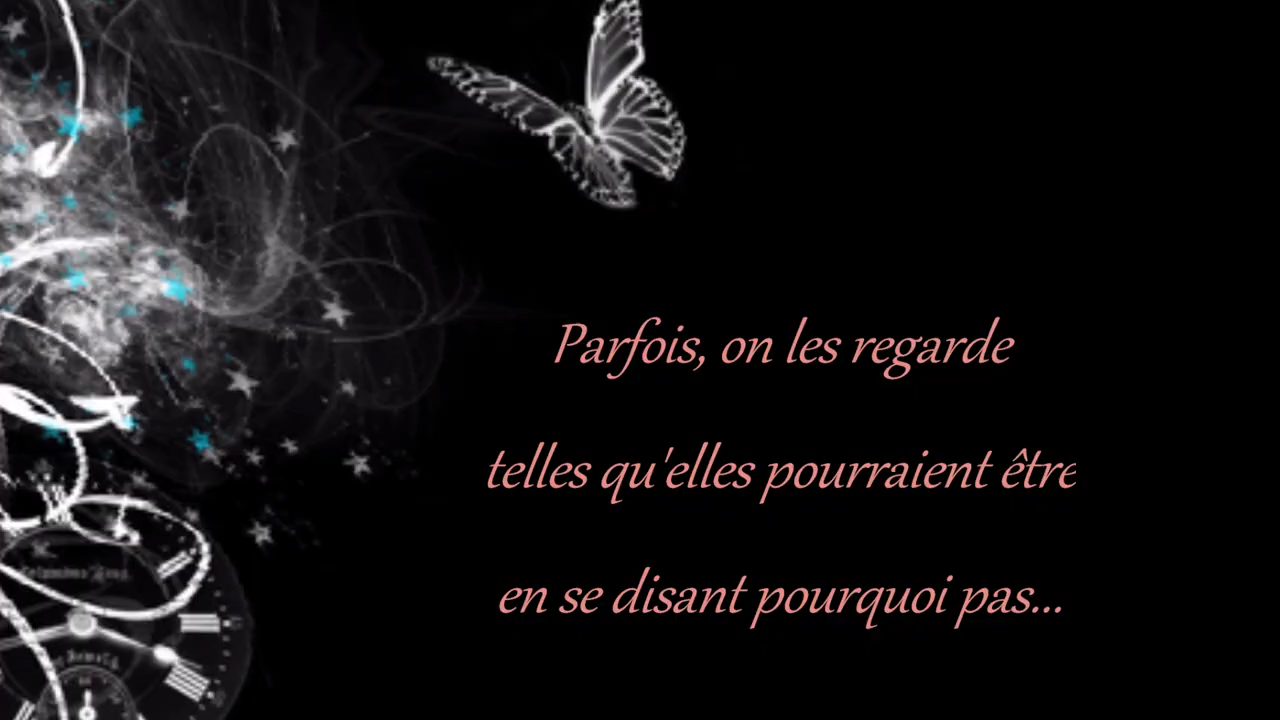 Parfois, on les regarde
telles qu'elles pourraient être
en se disant pourquoi pas...